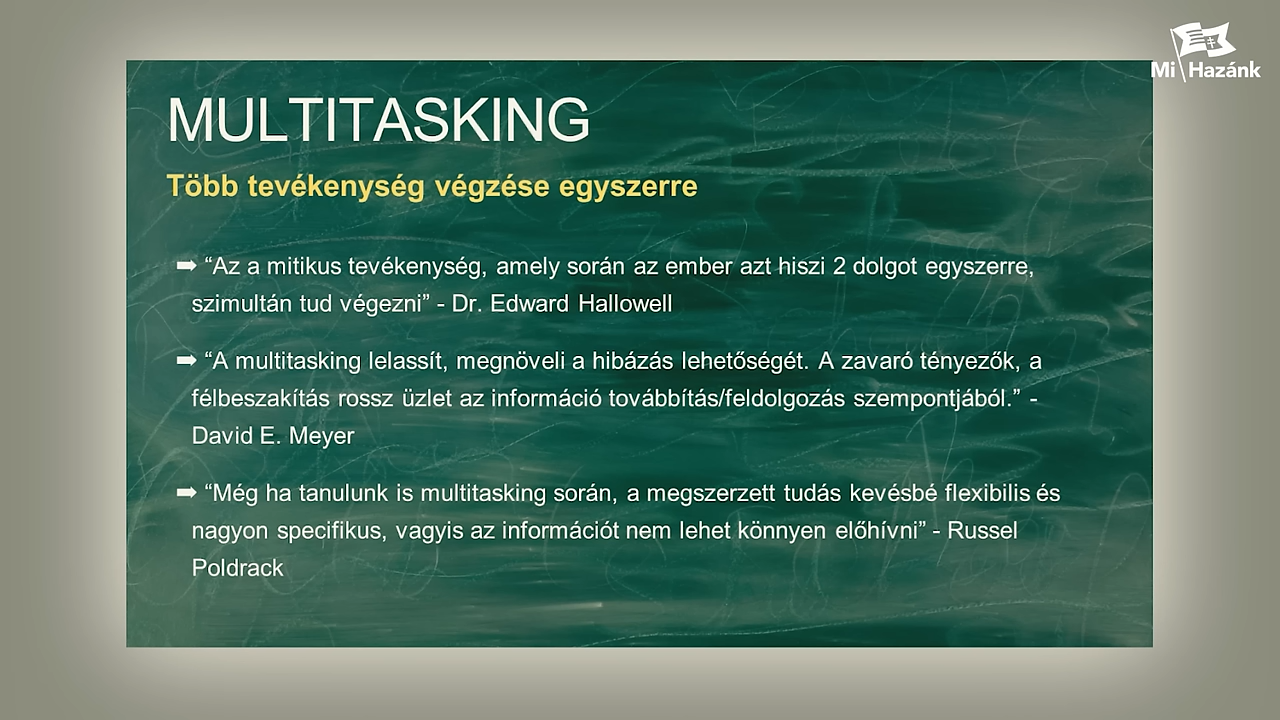 Mi Hazánk
MULTITASKING
Több tevékenység végzése egyszerre
➡ “Az a mitikus tevékenység, amely során az ember azt hiszi 2 dolgot egyszerre,
szimultán tud végezni” - Dr. Edward Hallowell
➡ “A multitasking lelassít, megnöveli a hibázás lehetőségét. A zavaró tényezők, a
félbeszakítás rossz üzlet az információ továbbítás/feldolgozás szempontjából.” -
David E. Meyer
➡ “Még ha tanulunk is multitasking során, a megszerzett tudás kevésbé flexibilis és
nagyon specifikus, vagyis az információt nem lehet könnyen előhívni” - Russel
Poldrack